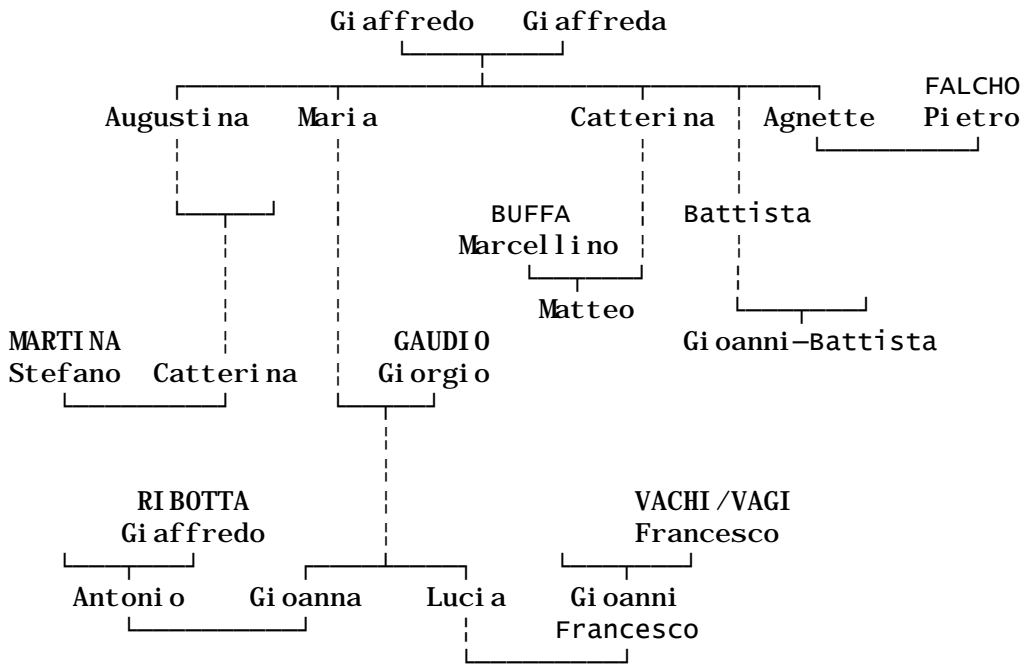 Giaffredo Giaffreda
FALCHO
Augustina Maria Catterina Agnette Pietro
BUFFA Battista
Marcellino
Matteo
MARTINA GAUDIO Gioanni-Battista
Stefano Catterina Giorgio
RIBOTTA VACHI/VAGI
Giaffredo Francesco
Antonio Gioanna Lucia Gioanni
Francesco